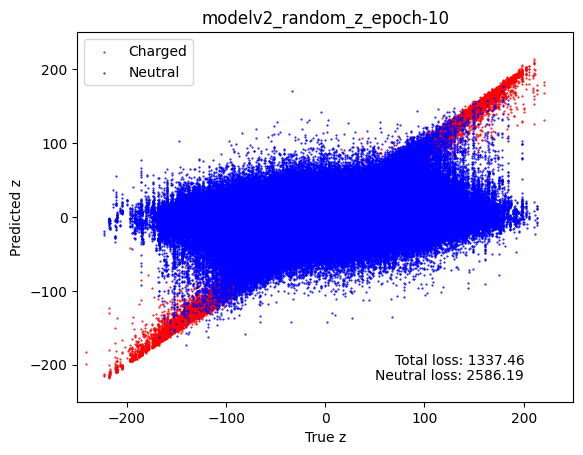 modelv2_random_z_epoch-10
Charged
Neutral
200
100
0
−100
−200
Predicted z
Total loss: 1337.46
Neutral loss: 2586.19
−200
−100
0
100
200
True z